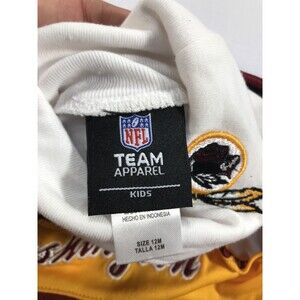 NFL
TEAM
APPAREL
KIDS
HECHO EN INDONESIA
SIZE 12M
TALLA 12M